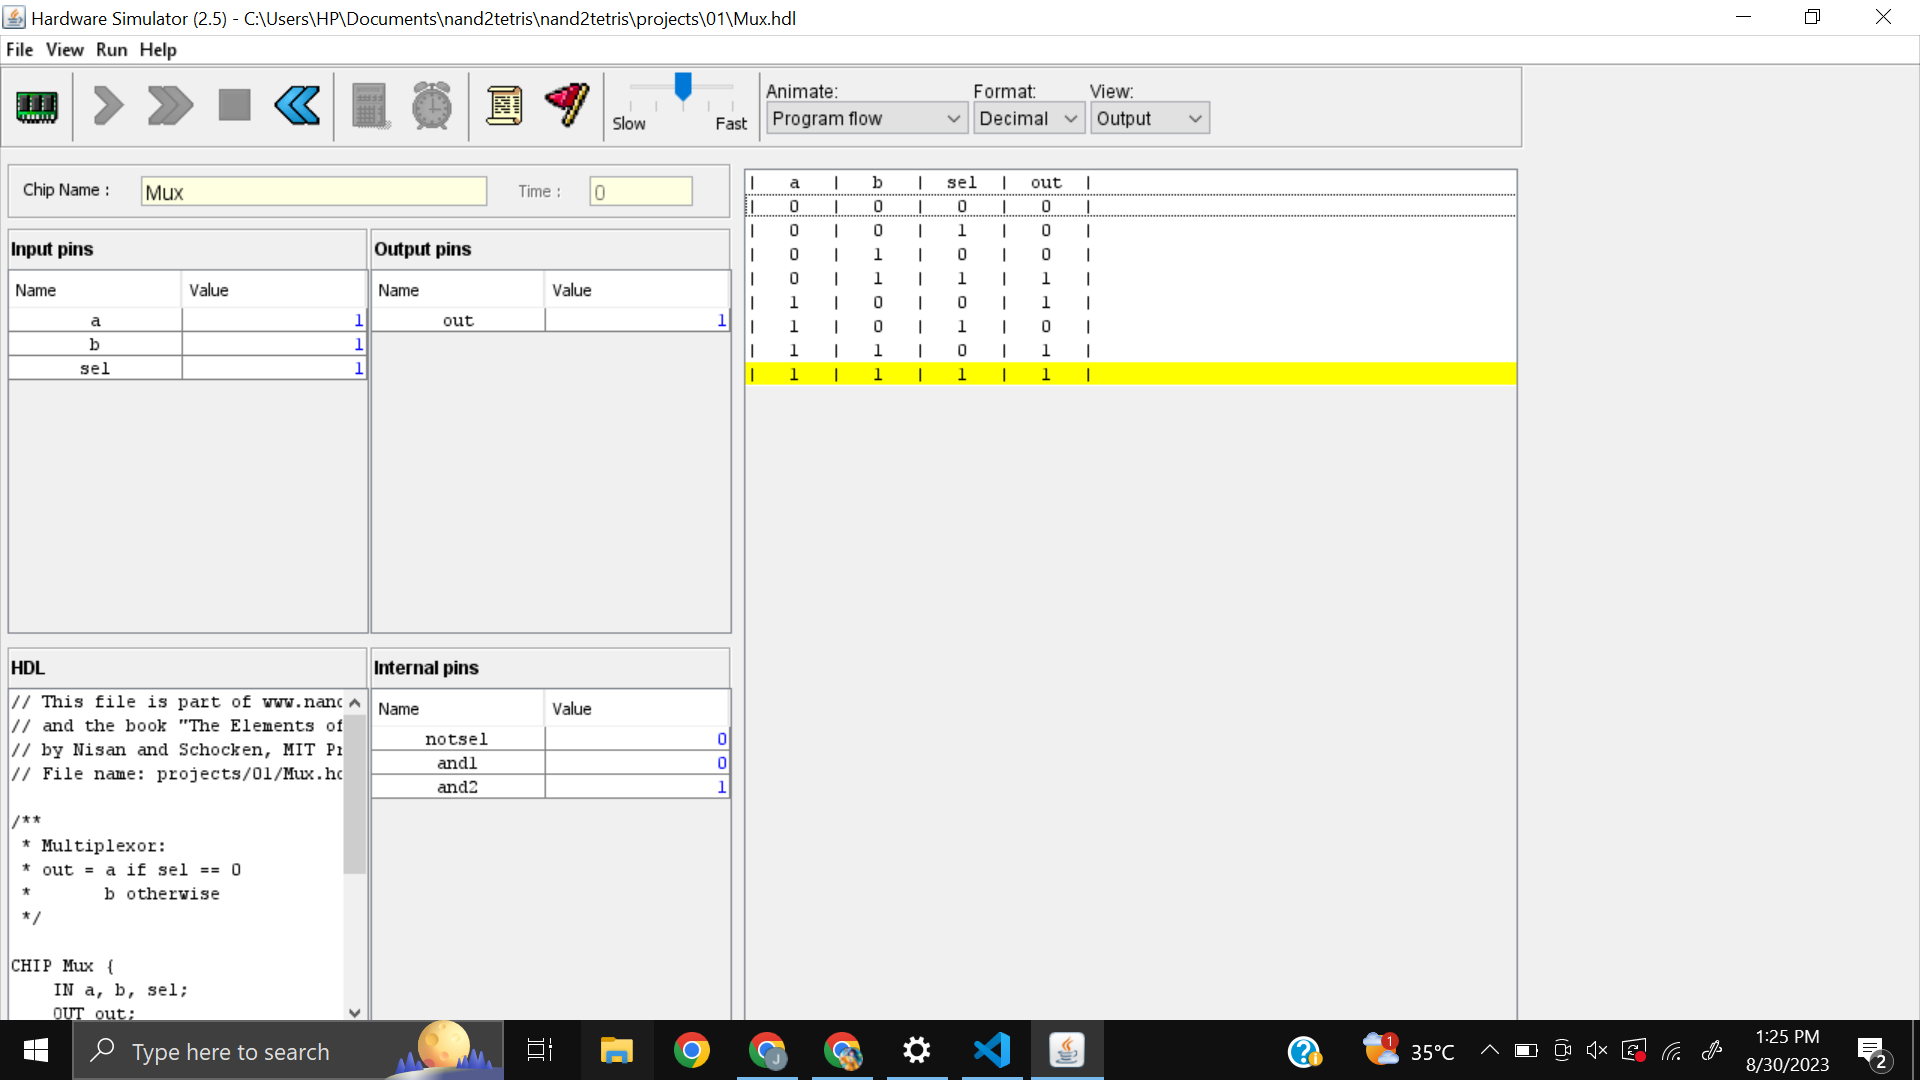 Hardware Simulator (2.5) - C:\Users\HP\Documents\nand2tetris\nand2tetris\projects\01\Mux.hdl
File View Run Help
Slow Fast
Animate: Format: View:
Program flow Decimal Output
Chip Name : Mux Time : 0
| a | b | sel | out |
| 0 | 0 | 0 | 0 |
| 0 | 0 | 1 | 0 |
| 0 | 1 | 0 | 0 |
| 0 | 1 | 1 | 1 |
| 1 | 0 | 0 | 1 |
| 1 | 0 | 1 | 0 |
| 1 | 1 | 0 | 1 |
| 1 | 1 | 1 | 1 |
Input pins
Name Value
a 1
b 1
sel 1
Output pins
Name Value
out 1
HDL
// This file is part of www.nand
// and the book "The Elements of
// by Nisan and Schocken, MIT Pr
// File name: projects/01/Mux.hd
/**
* Multiplexor:
* out = a if sel == 0
* b otherwise
*/
CHIP Mux {
IN a, b, sel;
OUT out;
Internal pins
Name Value
notsel 0
and1 0
and2 1
Type here to search
J
1
35°C
1:25 PM
8/30/2023
2